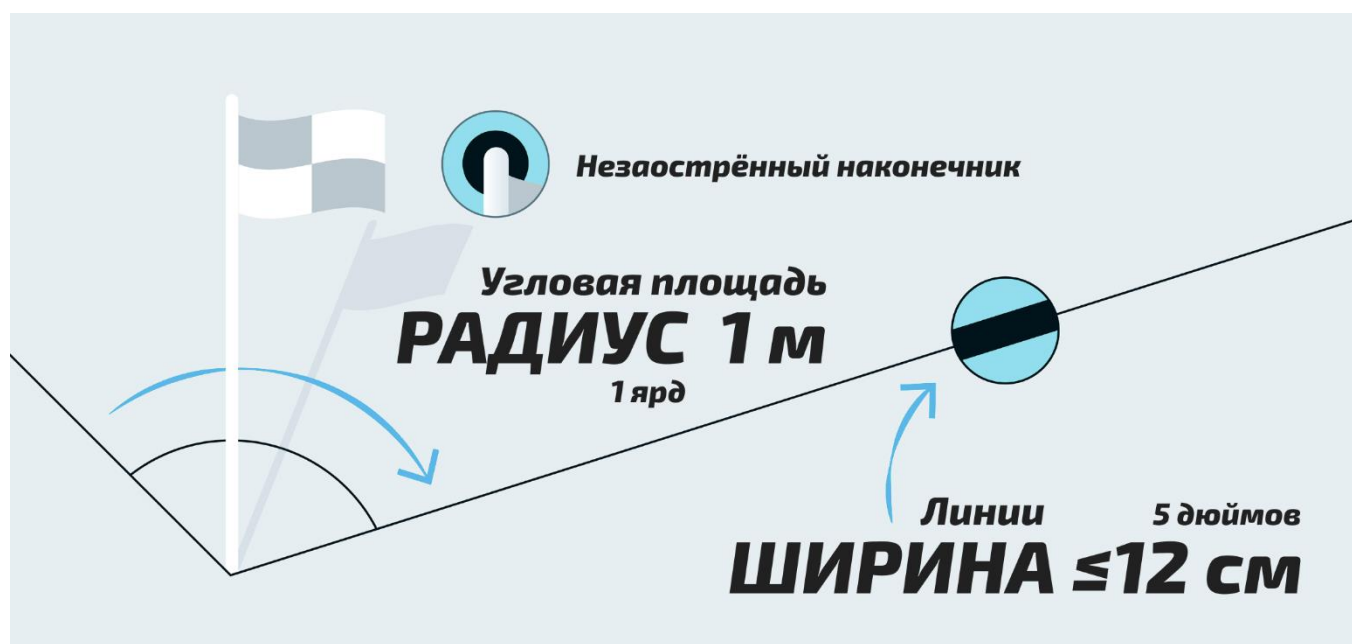 Незаострённый наконечник
Угловая площадь
РАДИУС 1 м
1 ярд
Линии 5 дюймов
ШИРИНА ≤12 см